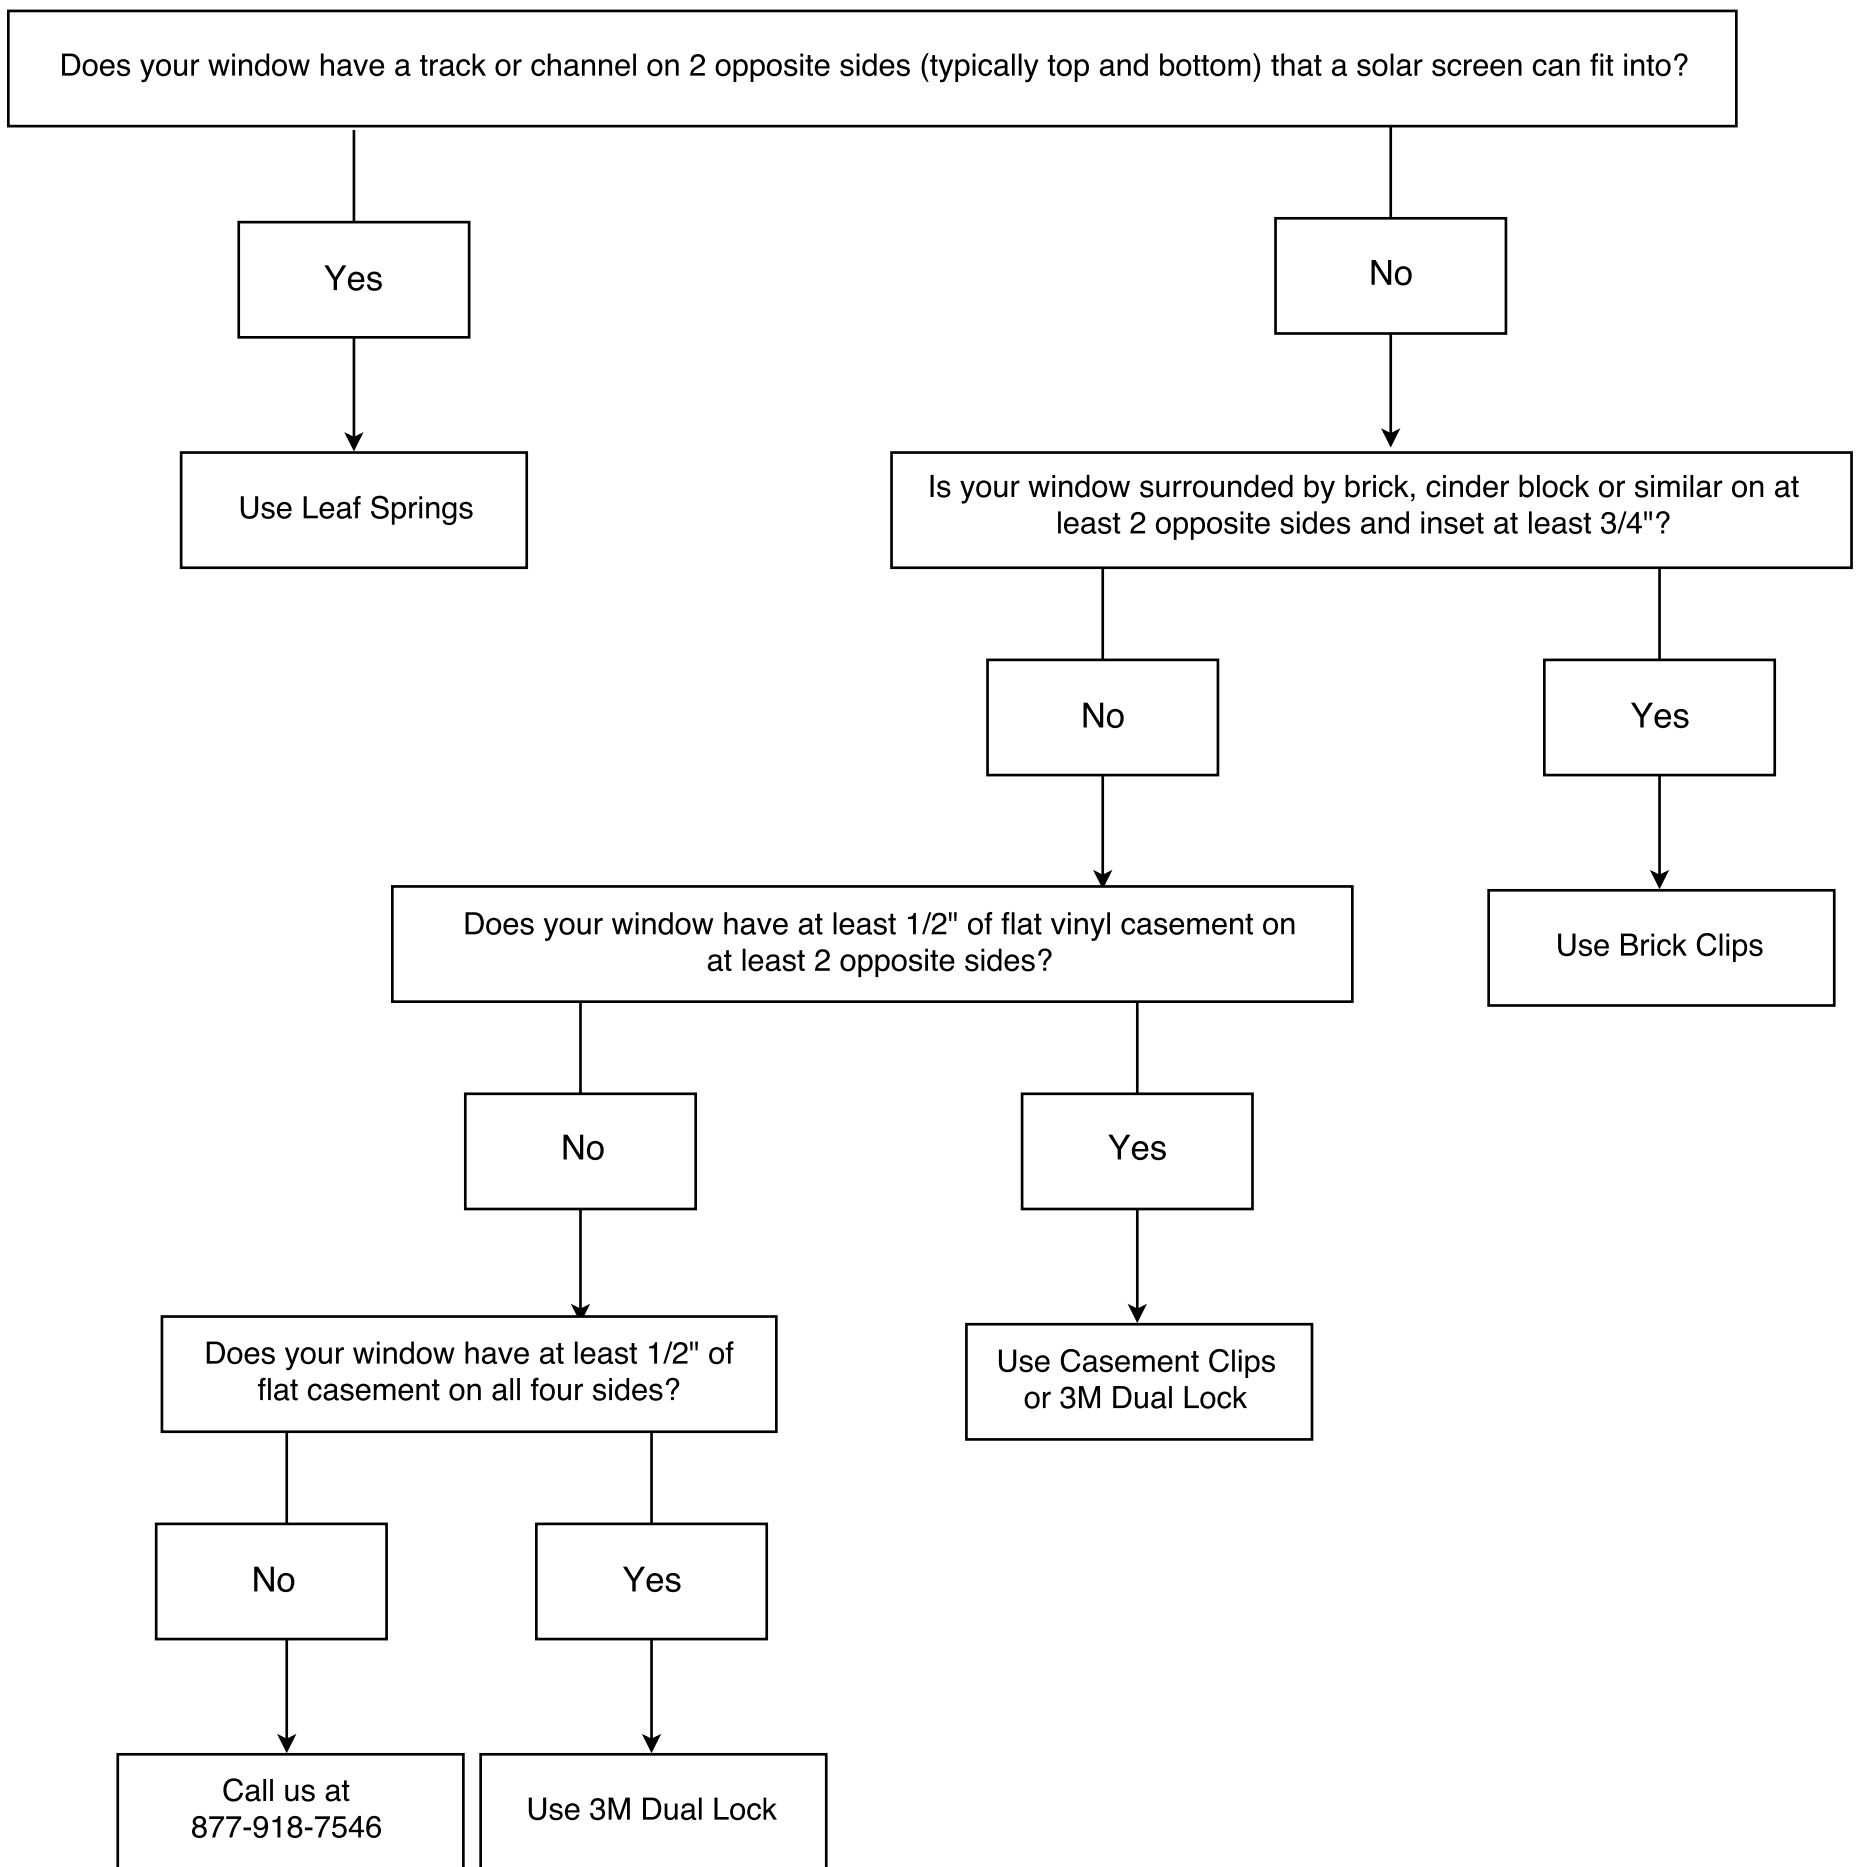 Does your window have a track or channel on 2 opposite sides (typically top and bottom) that a solar screen can fit into?
Yes
No
Use Leaf Springs
Is your window surrounded by brick, cinder block or similar on at
least 2 opposite sides and inset at least 3/4"?
No
Yes
Does your window have at least 1/2" of flat vinyl casement on
at least 2 opposite sides?
Use Brick Clips
No
Yes
Does your window have at least 1/2" of
flat casement on all four sides?
Use Casement Clips
or 3M Dual Lock
No
Yes
Call us at
877-918-7546
Use 3M Dual Lock